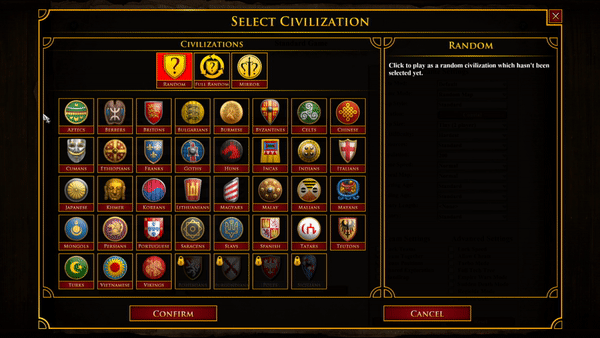 Select Civilization
Civilizations
Random
Full Random
Mirror
Random
Click to play as a random civilization which hasn't been
selected yet.
Aztecs Berbers Britons Bulgarians Burmese Byzantines Celts Chinese
Cumans Ethiopians Franks Goths Huns Incas Indians Italians
Japanese Khmer Koreans Lithuanians Magyars Malay Malians Mayans
Mongols Persians Portuguese Saracens Slavs Spanish Tatars Teutons
Turks Vietnamese Vikings
Confirm
Cancel